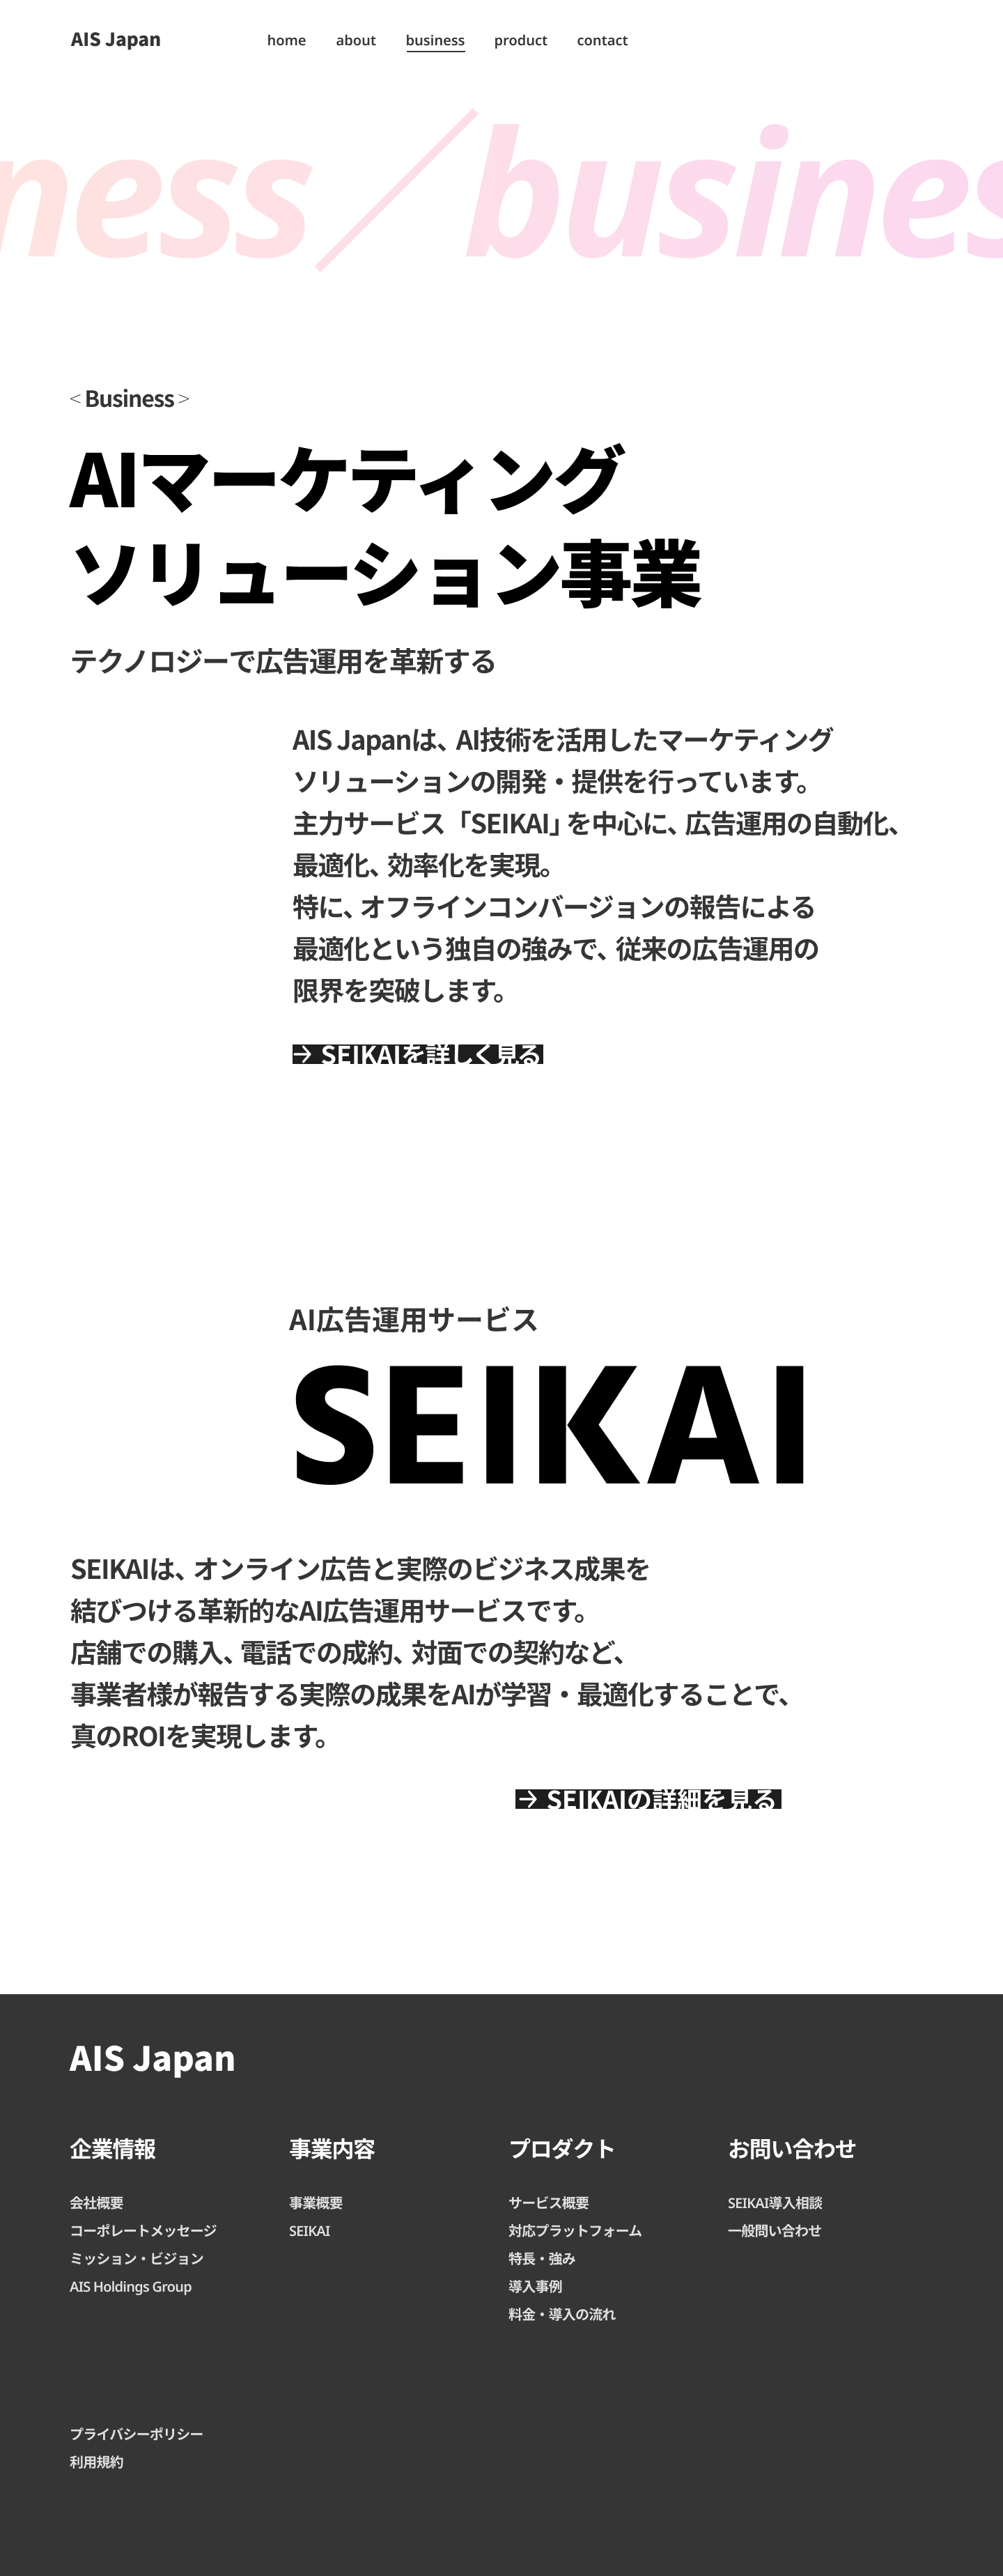 AIS Japan
home about business product contact
ness／busines
< Business >
AIマーケティング
ソリューション事業
テクノロジーで広告運用を革新する
AIS Japanは、AI技術を活用したマーケティング
ソリューションの開発・提供を行っています。
主力サービス「SEIKAI」を中心に、広告運用の自動化、
最適化、効率化を実現。
特に、オフラインコンバージョンの報告による
最適化という独自の強みで、従来の広告運用の
限界を突破します。
→ SEIKAIを詳しく見る
AI広告運用サービス
SEIKAI
SEIKAIは、オンライン広告と実際のビジネス成果を
結びつける革新的なAI広告運用サービスです。
店舗での購入、電話での成約、対面での契約など、
事業者様が報告する実際の成果をAIが学習・最適化することで、
真のROIを実現します。
→ SEIKAIの詳細を見る
AIS Japan
企業情報
会社概要
コーポレートメッセージ
ミッション・ビジョン
AIS Holdings Group
事業内容
事業概要
SEIKAI
プロダクト
サービス概要
対応プラットフォーム
特長・強み
導入事例
料金・導入の流れ
お問い合わせ
SEIKAI導入相談
一般問い合わせ
プライバシーポリシー
利用規約